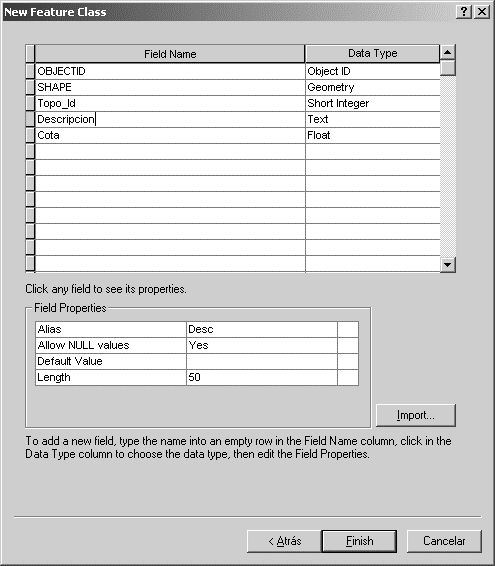 New Feature Class
Field Name Data Type
OBJECTID Object ID
SHAPE Geometry
Topo_Id Short Integer
Descripcion Text
Cota Float
Click any field to see its properties.
Field Properties
Alias Desc
Allow NULL values Yes
Default Value
Length 50
Import...
To add a new field, type the name into an empty row in the Field Name column, click in the
Data Type column to choose the data type, then edit the Field Properties.
< Atrás Finish Cancelar